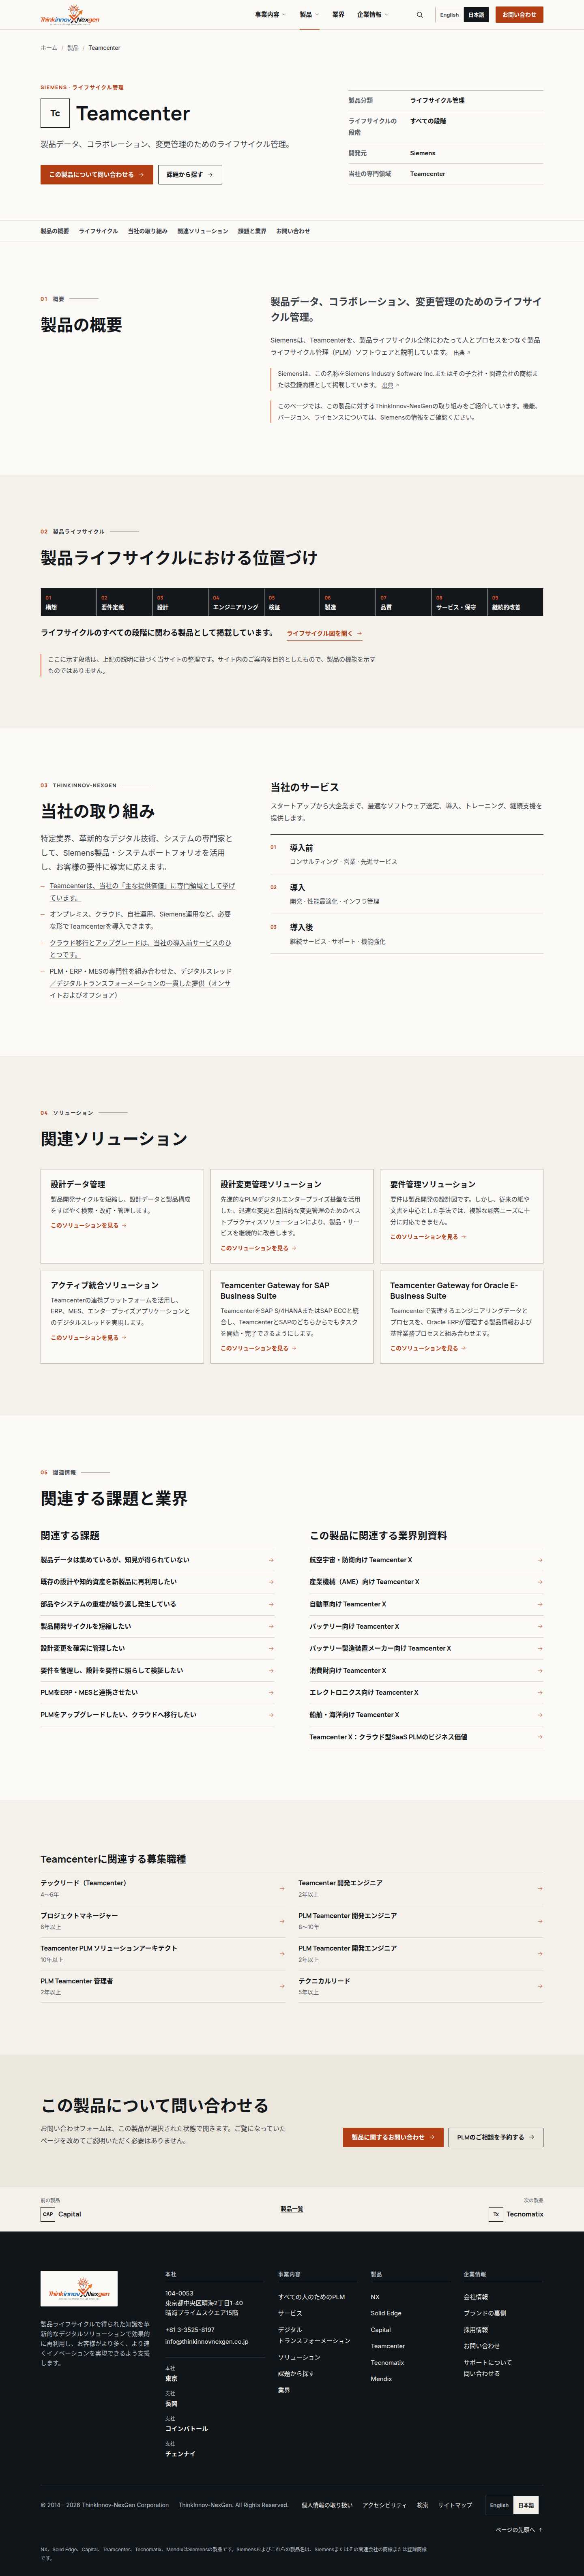 ThinkInnov-Nexgen
事業内容
製品
業界
企業情報
English
日本語
お問い合わせ
ホーム / 製品 / Teamcenter
SIEMENS · ライフサイクル管理
Tc
Teamcenter
製品データ、コラボレーション、変更管理のためのライフサイクル管理。
この製品について問い合わせる →
課題から探す →
製品分類 ライフサイクル管理
ライフサイクルの
段階
すべての段階
開発元 Siemens
当社の専門領域 Teamcenter
製品の概要 ライフサイクル 当社の取り組み 関連ソリューション 課題と業界 お問い合わせ
01 概要
製品の概要
製品データ、コラボレーション、変更管理のためのライフサイ
クル管理。
Siemensは、Teamcenterを、製品ライフサイクル全体にわたって人とプロセスをつなぐ製品
ライフサイクル管理（PLM）ソフトウェアと説明しています。 出典 ↗
Siemensは、この名称をSiemens Industry Software Inc.またはその子会社・関連会社の商標ま
たは登録商標として掲載しています。 出典 ↗
このページでは、この製品に対するThinkInnov-NexGenの取り組みをご紹介しています。機能、
バージョン、ライセンスについては、Siemensの情報をご確認ください。
02 製品ライフサイクル
製品ライフサイクルにおける位置づけ
01
構想
02
要件定義
03
設計
04
エンジニアリング
05
検証
06
製造
07
品質
08
サービス・保守
09
継続的改善
ライフサイクルのすべての段階に関わる製品として掲載しています。 ライフサイクル図を開く →
ここに示す段階は、上記の説明に基づく当サイトの整理です。サイト内のご案内を目的としたもので、製品の機能を示す
ものではありません。
03 THINKINNOV-NEXGEN
当社の取り組み
特定業界、革新的なデジタル技術、システムの専門家と
して、Siemens製品・システムポートフォリオを活用
し、お客様の要件に確実に応えます。
— Teamcenterは、当社の「主な提供価値」に専門領域として挙げ
ています。
— オンプレミス、クラウド、自社運用、Siemens運用など、必要
な形でTeamcenterを導入できます。
— クラウド移行とアップグレードは、当社の導入前サービスのひ
とつです。
— PLM・ERP・MESの専門性を組み合わせた、デジタルスレッド
／デジタルトランスフォーメーションの一貫した提供（オンサ
イトおよびオフショア）
当社のサービス
スタートアップから大企業まで、最適なソフトウェア選定、導入、トレーニング、継続支援を
提供します。
01 導入前
コンサルティング · 営業 · 先進サービス
02 導入
開発 · 性能最適化 · インフラ管理
03 導入後
継続サービス · サポート · 機能強化
04 ソリューション
関連ソリューション
設計データ管理
製品開発サイクルを短縮し、設計データと製品構成
をすばやく検索・改訂・管理します。
このソリューションを見る →
設計変更管理ソリューション
先進的なPLMデジタルエンタープライズ基盤を活用
した、迅速な変更と包括的な変更管理のためのベス
トプラクティスソリューションにより、製品・サー
ビスを継続的に改善します。
このソリューションを見る →
要件管理ソリューション
要件は製品開発の設計図です。しかし、従来の紙や
文書を中心とした手法では、複雑な顧客ニーズに十
分に対応できません。
このソリューションを見る →
アクティブ統合ソリューション
Teamcenterの連携プラットフォームを活用し、
ERP、MES、エンタープライズアプリケーションと
のデジタルスレッドを実現します。
このソリューションを見る →
Teamcenter Gateway for SAP
Business Suite
TeamcenterをSAP S/4HANAまたはSAP ECCと統
合し、TeamcenterとSAPのどちらからでもタスク
を開始・完了できるようにします。
このソリューションを見る →
Teamcenter Gateway for Oracle E-
Business Suite
Teamcenterで管理するエンジニアリングデータと
プロセスを、Oracle ERPが管理する製品情報および
基幹業務プロセスと組み合わせます。
このソリューションを見る →
05 関連情報
関連する課題と業界
関連する課題
製品データは集めているが、知見が得られていない →
既存の設計や知的資産を新製品に再利用したい →
部品やシステムの重複が繰り返し発生している →
製品開発サイクルを短縮したい →
設計変更を確実に管理したい →
要件を管理し、設計を要件に照らして検証したい →
PLMをERP・MESと連携させたい →
PLMをアップグレードしたい、クラウドへ移行したい →
この製品に関連する業界別資料
航空宇宙・防衛向け Teamcenter X →
産業機械（AME）向け Teamcenter X →
自動車向け Teamcenter X →
バッテリー向け Teamcenter X →
バッテリー製造装置メーカー向け Teamcenter X →
消費財向け Teamcenter X →
エレクトロニクス向け Teamcenter X →
船舶・海洋向け Teamcenter X →
Teamcenter X：クラウド型SaaS PLMのビジネス価値 →
Teamcenterに関連する募集職種
テックリード（Teamcenter）
4〜6年
Teamcenter 開発エンジニア
2年以上
プロジェクトマネージャー
6年以上
PLM Teamcenter 開発エンジニア
8〜10年
Teamcenter PLM ソリューションアーキテクト
10年以上
PLM Teamcenter 開発エンジニア
2年以上
PLM Teamcenter 管理者
2年以上
テクニカルリード
5年以上
この製品について問い合わせる
お問い合わせフォームは、この製品が選択された状態で開きます。ご覧になっていた
ページを改めてご説明いただく必要はありません。
製品に関するお問い合わせ →
PLMのご相談を予約する →
前の製品
CAP Capital
製品一覧
次の製品
Tx Tecnomatix
ThinkInnov-Nexgen
製品ライフサイクルで得られた知識を革
新的なデジタルソリューションで効果的
に再利用し、お客様がより多く、より速
くイノベーションを実現できるよう支援
します。
本社
104-0053
東京都中央区晴海2丁目1-40
晴海プライムスクエア15階
+81 3-3525-8197
info@thinkinnovnexgen.co.jp
本社
東京
支社
長岡
支社
コインバトール
支社
チェンナイ
事業内容
すべての人のためのPLM
サービス
デジタル
トランスフォーメーション
ソリューション
課題から探す
業界
製品
NX
Solid Edge
Capital
Teamcenter
Tecnomatix
Mendix
企業情報
会社情報
ブランドの裏側
採用情報
お問い合わせ
サポートについて
問い合わせる
© 2014 - 2026 ThinkInnov-NexGen Corporation ThinkInnov-NexGen. All Rights Reserved.
個人情報の取り扱い アクセシビリティ 検索 サイトマップ
English 日本語
ページの先頭へ ↑
NX、Solid Edge、Capital、Teamcenter、Tecnomatix、MendixはSiemensの製品です。Siemensおよびこれらの製品名は、Siemensまたはその関連会社の商標または登録商標
です。